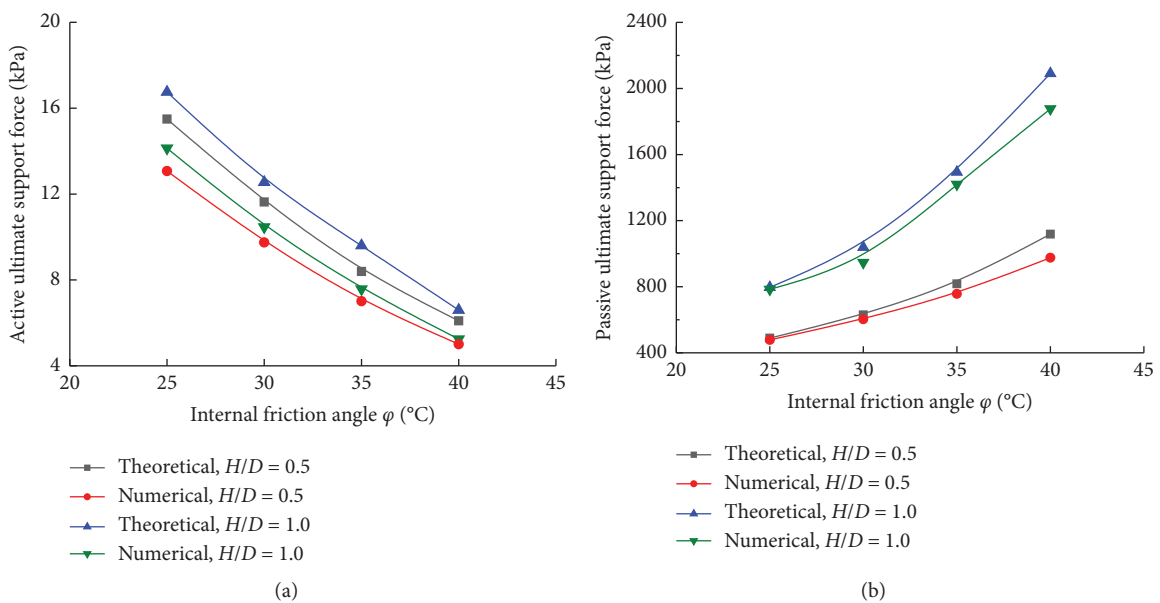 20
16
12
8
4
Active ultimate support force (kPa)
20 25 30 35 40 45
Internal friction angle φ (°C)
Theoretical, H/D = 0.5
Numerical, H/D = 0.5
Theoretical, H/D = 1.0
Numerical, H/D = 1.0
(a)
2400
2000
1600
1200
800
400
Passive ultimate support force (kPa)
20 25 30 35 40 45
Internal friction angle φ (°C)
Theoretical, H/D = 0.5
Numerical, H/D = 0.5
Theoretical, H/D = 1.0
Numerical, H/D = 1.0
(b)